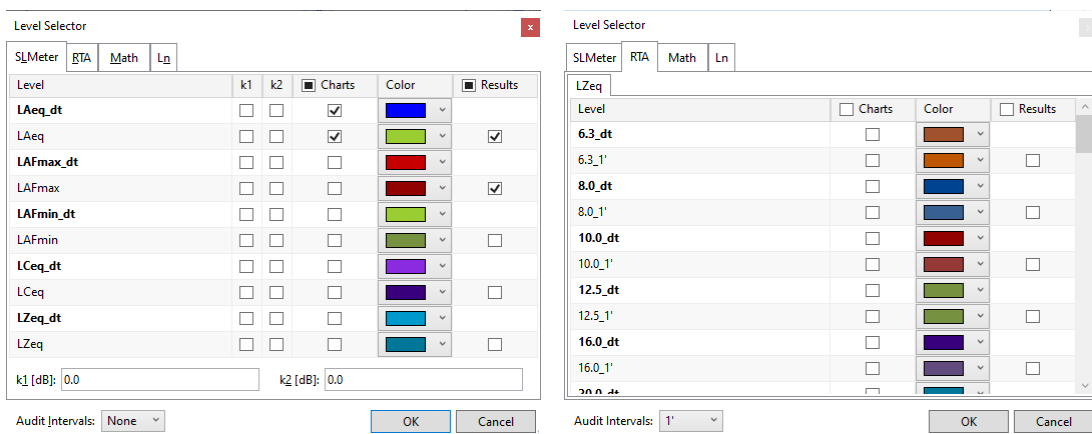 Level Selector
x
SLMeter RTA Math Ln
Level k1 k2 Charts Color Results
LAeq_dt
LAeq
LAFmax_dt
LAFmax
LAFmin_dt
LAFmin
LCeq_dt
LCeq
LZeq_dt
LZeq
k1 [dB]: 0.0 k2 [dB]: 0.0
Audit Intervals: None OK Cancel
Level Selector
SLMeter RTA Math Ln
LZeq
Level Charts Color Results
6.3_dt
6.3_1'
8.0_dt
8.0_1'
10.0_dt
10.0_1'
12.5_dt
12.5_1'
16.0_dt
16.0_1'
20.0_dt
Audit Intervals: 1' OK Cancel